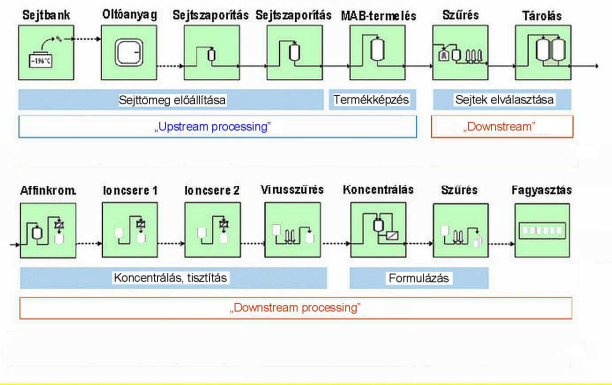 Sejtbank Oltóanyag Sejtszaporítás Sejtszaporítás MAB-termelés Szűrés Tárolás
-196°C
Sejttömeg előállítása Termékképzés Sejtek elválasztása
„Upstream processing” „Downstream”
Affinkrom. Ioncsere 1 Ioncsere 2 Virusszűrés Koncentrálás Szűrés Fagyasztás
Koncentrálás, tisztítás Formulázás
„Downstream processing”